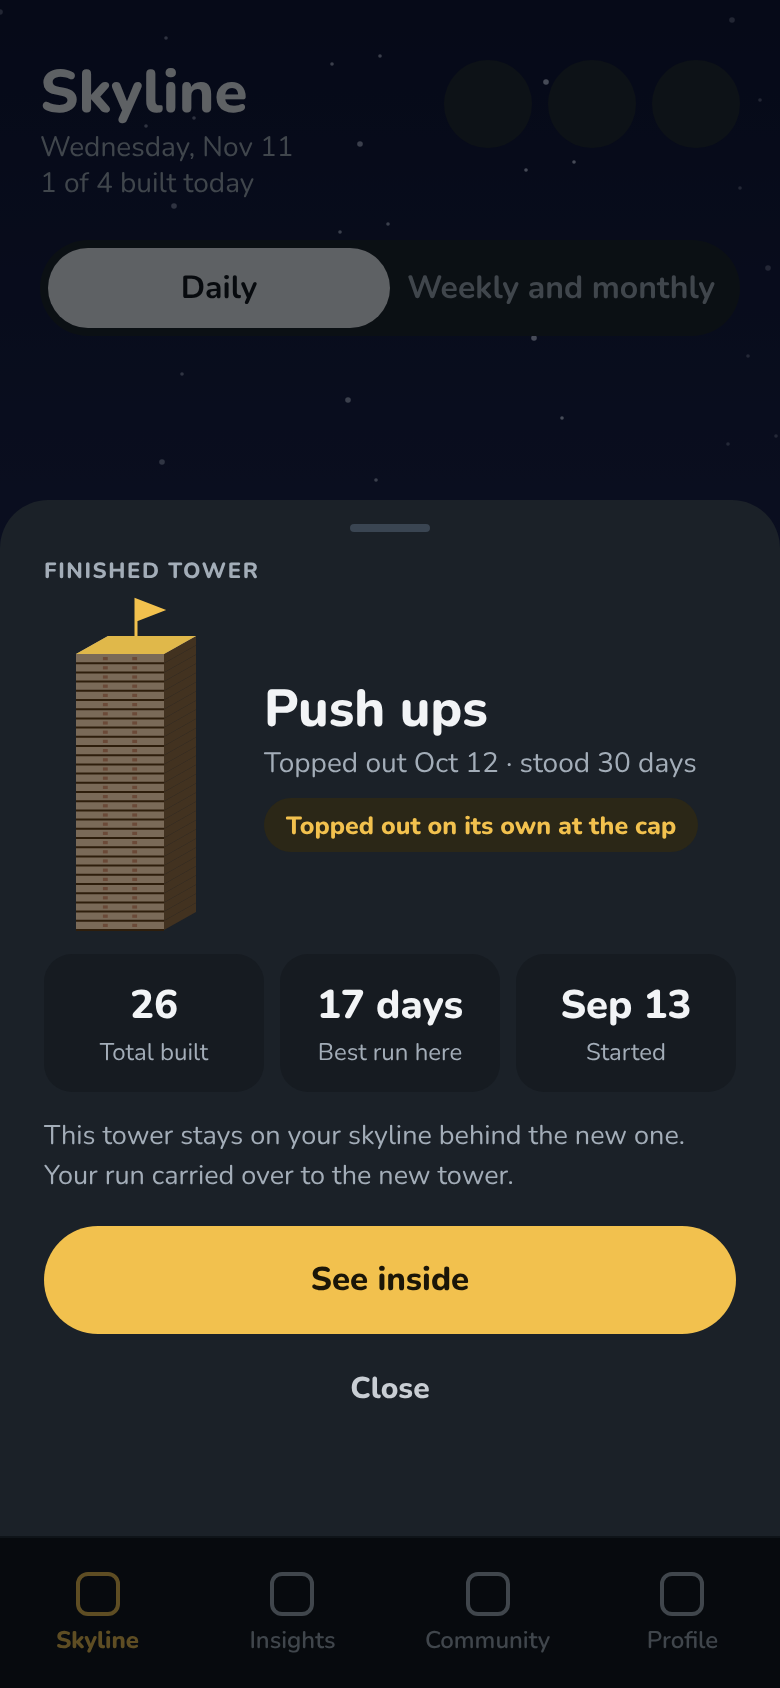 Skyline
Wednesday, Nov 11
1 of 4 built today
Daily
Weekly and monthly
FINISHED TOWER
Push ups
Topped out Oct 12 · stood 30 days
Topped out on its own at the cap
26
Total built
17 days
Best run here
Sep 13
Started
This tower stays on your skyline behind the new one.
Your run carried over to the new tower.
See inside
Close
Skyline
Insights
Community
Profile